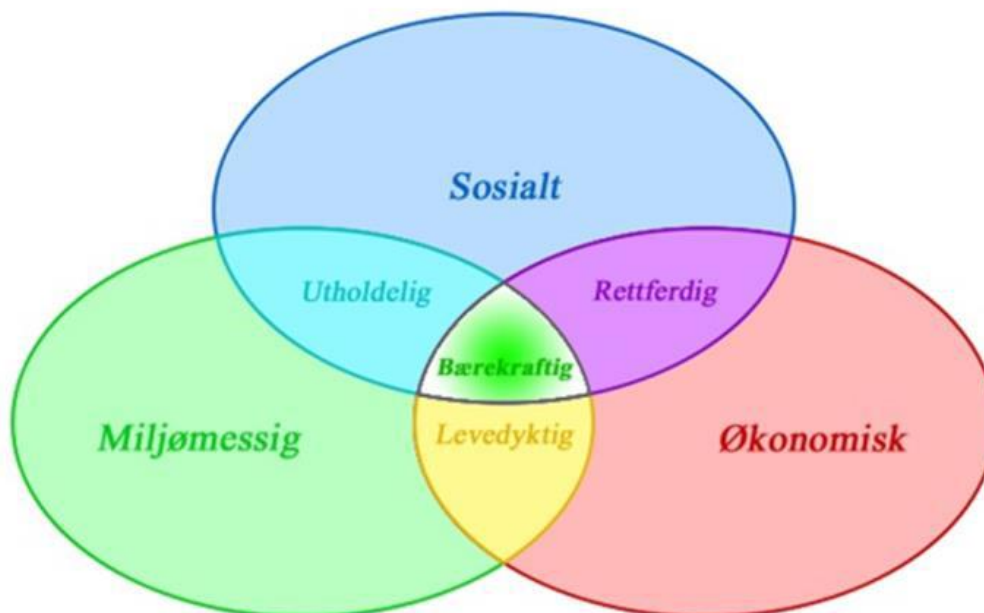 Sosialt
Utholdelig
Rettferdig
Bærekraftig
Miljømessig
Levedyktig
Økonomisk